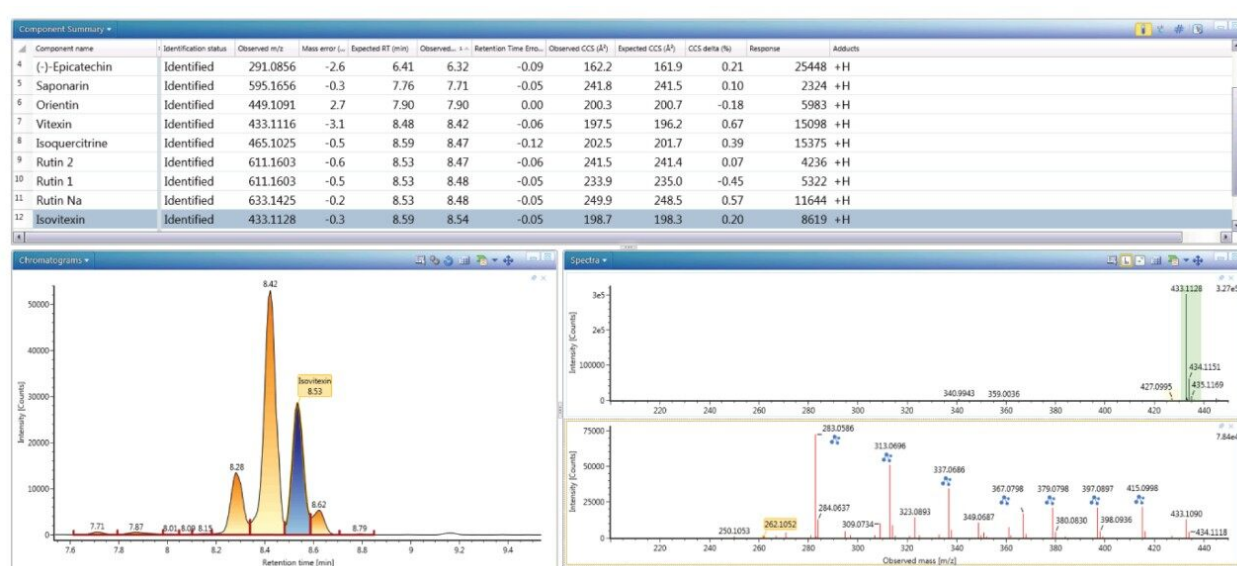 Component Summary
Component name Identification status Observed m/z Mass error (... Expected RT (min) Observed... Retention Time Erro... Observed CCS (Å²) Expected CCS (Å²) CCS delta (%) Response Adducts
4 (-)-Epicatechin Identified 291.0856 -2.6 6.41 6.32 -0.09 162.2 161.9 0.21 25448 +H
5 Saponarin Identified 595.1656 -0.3 7.76 7.71 -0.05 241.8 241.5 0.10 2324 +H
6 Orientin Identified 449.1091 2.7 7.90 7.90 0.00 200.3 200.7 -0.18 5983 +H
7 Vitexin Identified 433.1116 -3.1 8.48 8.42 -0.06 197.5 196.2 0.67 15098 +H
8 Isoquercitrine Identified 465.1025 -0.5 8.59 8.47 -0.12 202.5 201.7 0.39 15375 +H
9 Rutin 2 Identified 611.1603 -0.6 8.53 8.47 -0.06 241.5 241.4 0.07 4236 +H
10 Rutin 1 Identified 611.1603 -0.5 8.53 8.48 -0.05 233.9 235.0 -0.45 5322 +H
11 Rutin Na Identified 633.1425 -0.2 8.53 8.48 -0.05 249.9 248.5 0.57 11644 +H
12 Isovitexin Identified 433.1128 -0.3 8.59 8.54 -0.05 198.7 198.3 0.20 8619 +H
Chromatograms
8.42
50000
40000
Isovitexin
8.53
30000
20000
8.28
10000
8.62
7.71 7.87 8.01 8.09 8.15 8.79
0
7.6 7.8 8 8.2 8.4 8.6 8.8 9 9.2 9.4
Intensity [Counts]
Retention time [min]
Spectra
433.1128 3.27e5
3e5
2e5
434.1151
100000
427.0995 435.1169
340.9943 359.0036
0
220 240 260 280 300 320 340 360 380 400 420 440
Intensity [Counts]
7.84e4
75000 283.0586
313.0696
50000 337.0686
367.0798 379.0798 397.0897 415.0998
25000 284.0637
323.0893
349.0687 433.1090
262.1052 309.0734 380.0830 398.0936
250.1053 434.1118
0
220 240 260 280 300 320 340 360 380 400 420 440
Intensity [Counts]
Observed mass [m/z]